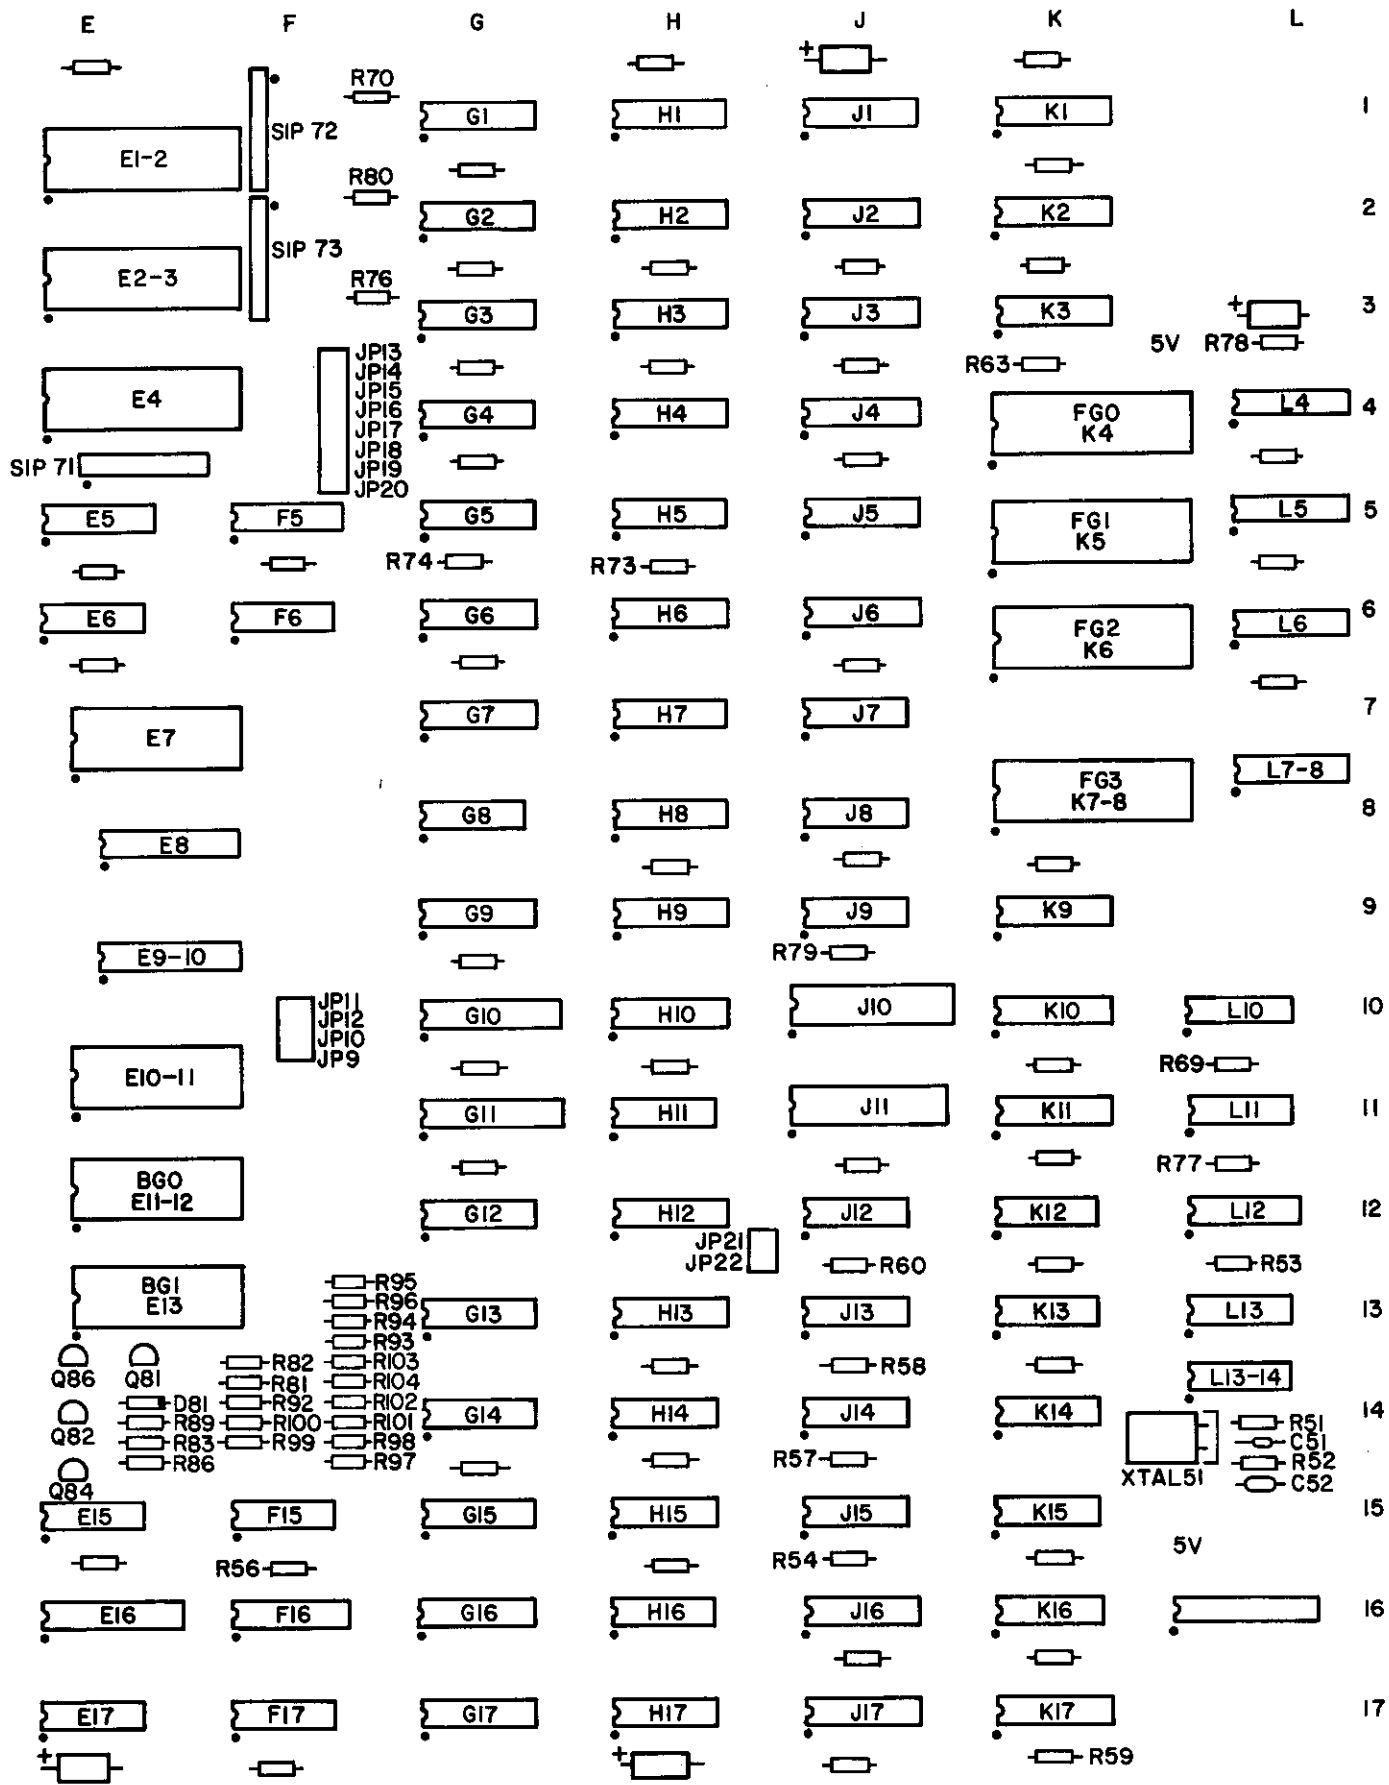 E F G H J K L
+
R70
G1 H1 J1 K1 1
SIP 72
E1-2
R80
G2 H2 J2 K2 2
SIP 73
E2-3
R76
G3 H3 J3 K3 + 3
5V R78
JP13
JP14
R63
JP15
E4 JP16 G4 H4 J4 FG0 L4 4
K4
JP17
JP18
SIP 71 JP19
JP20
E5 F5 G5 H5 J5 FG1 L5 5
K5
R74 R73
E6 F6 G6 H6 J6 FG2 L6 6
K6
E7 G7 H7 J7 7
FG3 L7-8
K7-8
E8 G8 H8 J8 8
G9 H9 J9 K9 9
E9-10 R79
JP11
JP12
JP10
JP9
G10 H10 J10 K10 L10 10
R69
E10-11
G11 H11 J11 K11 L11 11
BG0
E11-12
R77
G12 H12 J12 K12 L12 12
JP21
JP22 R60 R53
BG1
E13
R95
R96
R94
R93
G13 H13 J13 K13 L13 13
Q86 Q81 R82 R103 R58
R81 R104 L13-14
D81 R92 R102
Q82 R89 R100 R101 G14 H14 J14 K14 R51 14
R83 R99 R98 C51
R86 R97 R57 R52
XTAL51 C52
Q84
E15 F15 G15 H15 J15 K15 15
R56 R54 5V
E16 F16 G16 H16 J16 K16 16
E17 F17 G17 H17 J17 K17 17
+ + R59